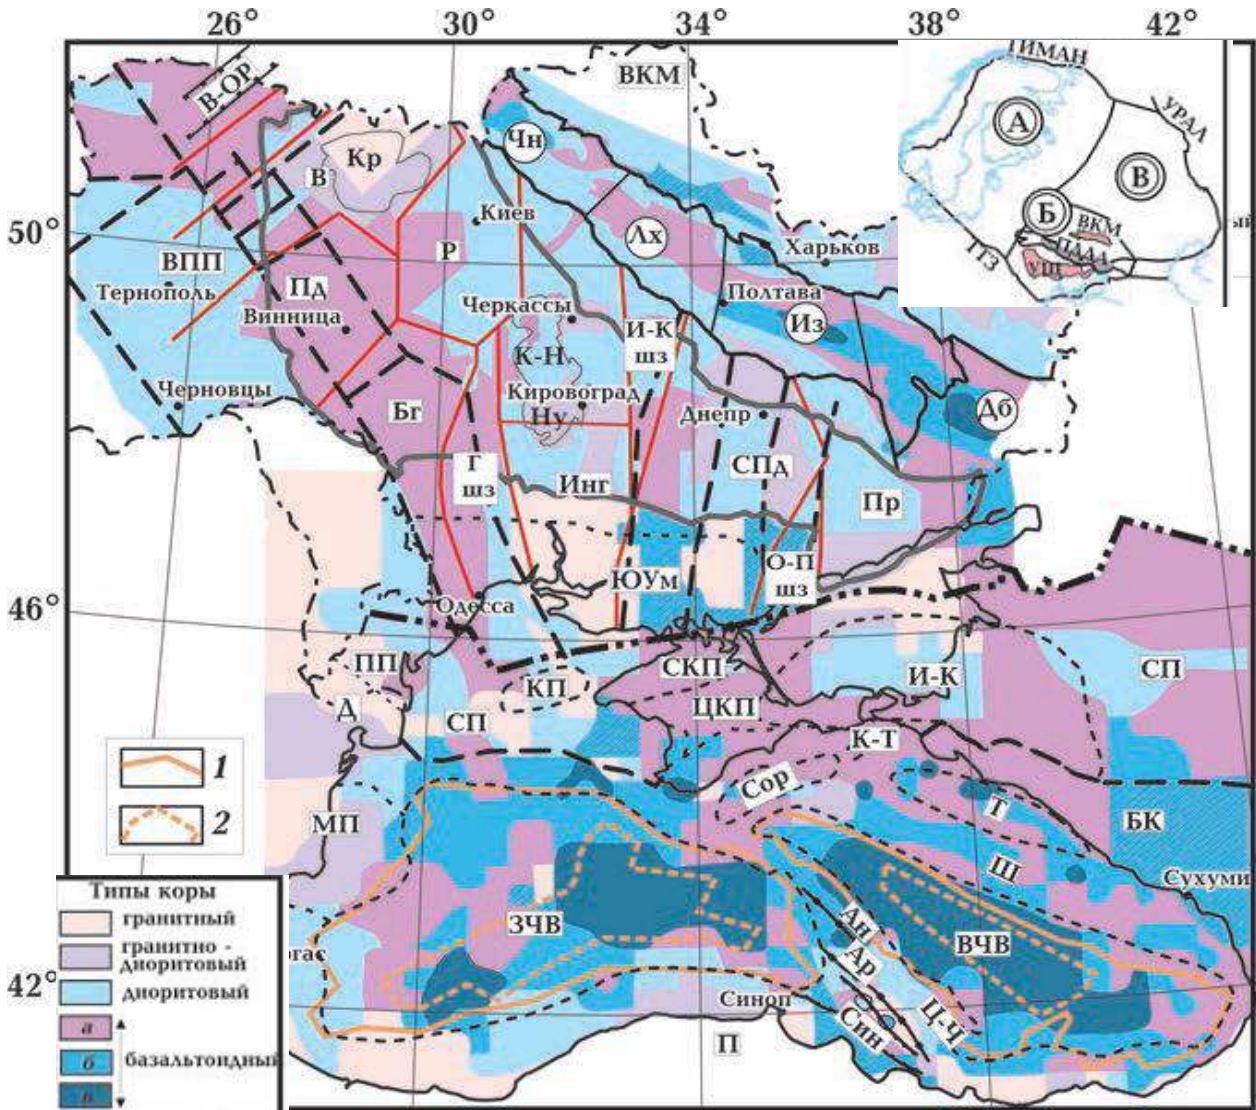 26°
30°
34°
38°
42°
50°
46°
42°
В-ОР
ВКМ
Чн
Кр
В
Киев
Р
Лх
Харьков
ВПП
Тернополь
Пд
Винница
Черкассы
Полтава
Из
И-К
шз
К-Н
Кировоград
Ну
Черновцы
Бг
Днепр
Дб
Г
шз
СПд
Инг
Пр
ЮУм
О-П
шз
Одесса
ПП
КП
СКП
И-К
СП
Д
СП
ЦКП
К-Т
Сор
Т
БК
МП
Ш
Сухуми
ЗЧВ
Ан
Ар
ВЧВ
Синоп
Син
Ц-Ч
П
ТИМАН
УРАЛ
А
В
Б
ВКМ
ПДДА
УЩ
ТПЗ
1
2
Типы коры
гранитный
гранитно -
диоритовый
диоритовый
а
б
базальтоидный
в